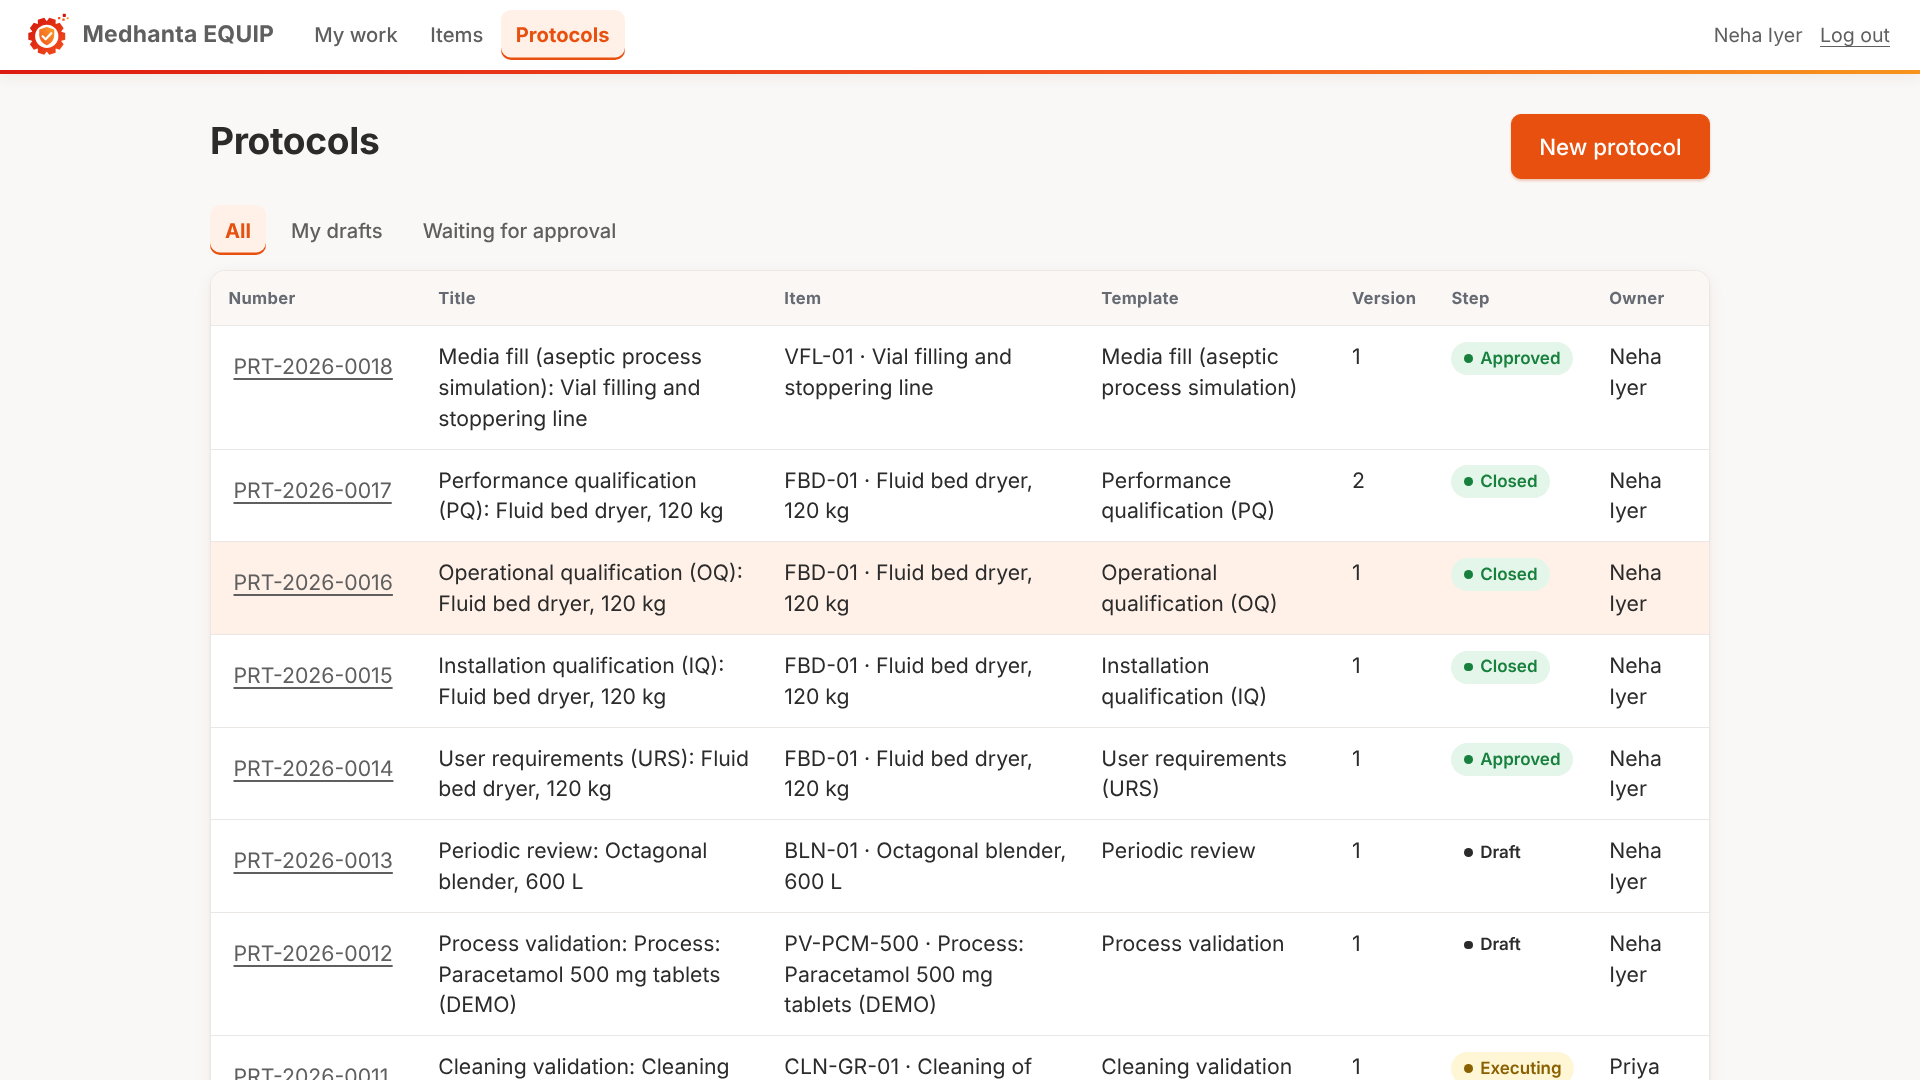 Medhanta EQUIP
My work
Items
Protocols
Neha Iyer
Log out
Protocols
New protocol
All
My drafts
Waiting for approval
Number Title Item Template Version Step Owner
PRT-2026-0018
Media fill (aseptic process
simulation): Vial filling and
stoppering line
VFL-01 · Vial filling and
stoppering line
Media fill (aseptic
process simulation)
1
Approved
Neha
Iyer
PRT-2026-0017
Performance qualification
(PQ): Fluid bed dryer, 120 kg
FBD-01 · Fluid bed dryer,
120 kg
Performance
qualification (PQ)
2
Closed
Neha
Iyer
PRT-2026-0016
Operational qualification (OQ):
Fluid bed dryer, 120 kg
FBD-01 · Fluid bed dryer,
120 kg
Operational
qualification (OQ)
1
Closed
Neha
Iyer
PRT-2026-0015
Installation qualification (IQ):
Fluid bed dryer, 120 kg
FBD-01 · Fluid bed dryer,
120 kg
Installation
qualification (IQ)
1
Closed
Neha
Iyer
PRT-2026-0014
User requirements (URS): Fluid
bed dryer, 120 kg
FBD-01 · Fluid bed dryer,
120 kg
User requirements
(URS)
1
Approved
Neha
Iyer
PRT-2026-0013
Periodic review: Octagonal
blender, 600 L
BLN-01 · Octagonal blender,
600 L
Periodic review
1
Draft
Neha
Iyer
PRT-2026-0012
Process validation: Process:
Paracetamol 500 mg tablets
(DEMO)
PV-PCM-500 · Process:
Paracetamol 500 mg
tablets (DEMO)
Process validation
1
Draft
Neha
Iyer
PRT-2026-0011
Cleaning validation: Cleaning
CLN-GR-01 · Cleaning of
Cleaning validation
1
Executing
Priya